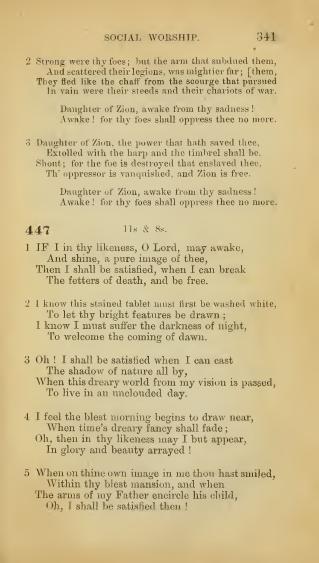 SOCIAL WORSHIP. 341
2 Strong were thy foes; but the arm that subdued them,
And scattered their legions, was mightier far; [them,
They fled like the chaff from the scourge that pursued
In vain were their steeds and their chariots of war.
Daughter of Zion, awake from thy sadness!
Awake! for thy foes shall oppress thee no more.
3 Daughter of Zion, the power that hath saved thee,
Extolled with the harp and the timbrel shall be.
Shout; for the foe is destroyed that enslaved thee,
Th' oppressor is vanquished, and Zion is free.
Daughter of Zion, awake from thy sadness!
Awake! for thy foes shall oppress thee no more.
447 11s & 8s.
1 IF I in thy likeness, O Lord, may awake,
And shine, a pure image of thee,
Then I shall be satisfied, when I can break
The fetters of death, and be free.
2 I know this stained tablet must first be washed white,
To let thy bright features be drawn;
I know I must suffer the darkness of night,
To welcome the coming of dawn.
3 Oh! I shall be satisfied when I can cast
The shadow of nature all by,
When this dreary world from my vision is passed,
To live in an unclouded day.
4 I feel the blest morning begins to draw near,
When time's dreary fancy shall fade;
Oh, then in thy likeness may I but appear,
In glory and beauty arrayed!
5 When on thine own image in me thou hast smiled,
Within thy blest mansion, and when
The arms of my Father encircle his child,
Oh, I shall be satisfied then!